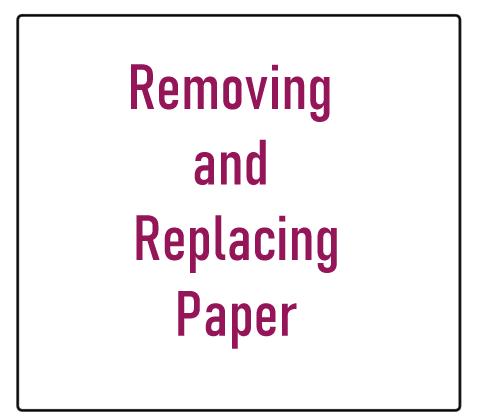 Removing
and
Replacing
Paper